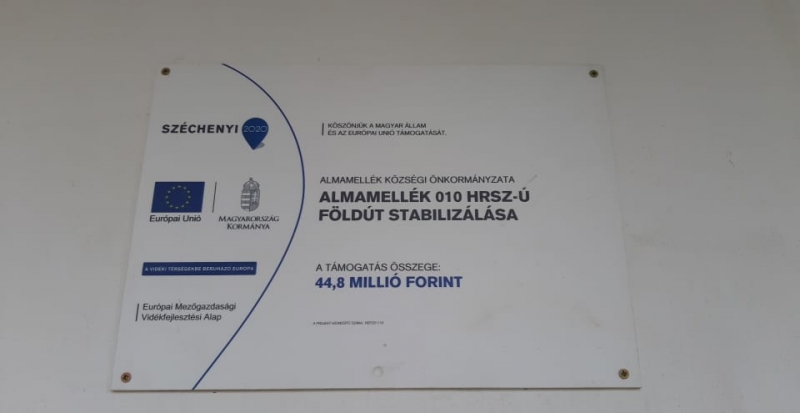 SZÉCHENYI 2020
KÖSZÖNJÜK A MAGYAR ÁLLAM
ÉS AZ EURÓPAI UNIÓ TÁMOGATÁSÁT.
Európai Unió
MAGYARORSZÁG
KORMÁNYA
A VIDÉKI TÉRSÉGEKBE BERUHÁZÓ EURÓPA
Európai Mezőgazdasági
Vidékfejlesztési Alap
ALMAMELLÉK KÖZSÉGI ÖNKORMÁNYZATA
ALMAMELLÉK 010 HRSZ-Ú
FÖLDÚT STABILIZÁLÁSA
A TÁMOGATÁS ÖSSZEGE:
44,8 MILLIÓ FORINT